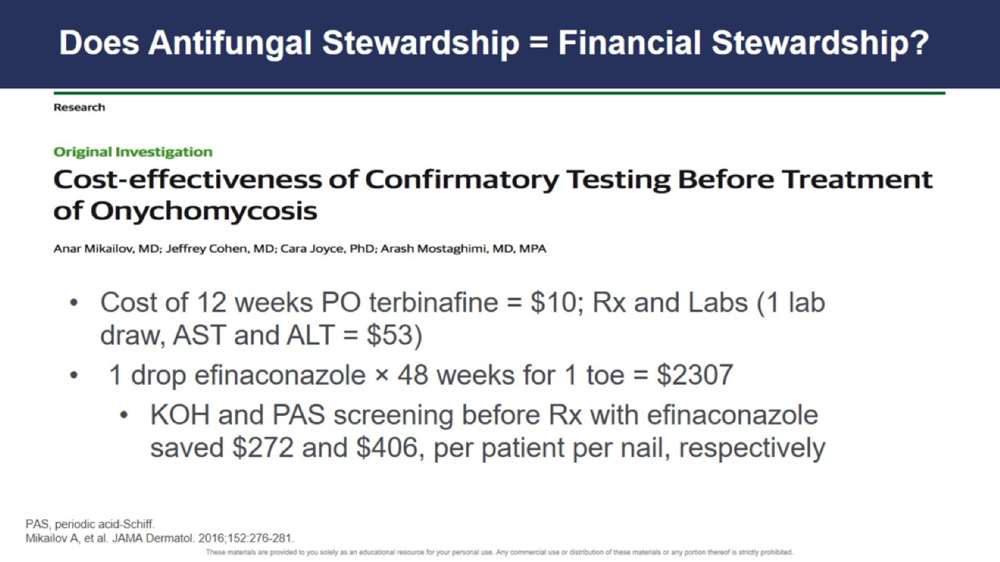 Does Antifungal Stewardship = Financial Stewardship?
Research
Original Investigation
Cost-effectiveness of Confirmatory Testing Before Treatment
of Onychomycosis
Anar Mikailov, MD; Jeffrey Cohen, MD; Cara Joyce, PhD; Arash Mostaghimi, MD, MPA
• Cost of 12 weeks PO terbinafine = $10; Rx and Labs (1 lab
draw, AST and ALT = $53)
• 1 drop efinaconazole × 48 weeks for 1 toe = $2307
• KOH and PAS screening before Rx with efinaconazole
saved $272 and $406, per patient per nail, respectively
PAS, periodic acid-Schiff.
Mikailov A, et al. JAMA Dermatol. 2016;152:276-281.
These materials are provided to you solely as an educational resource for your personal use. Any commercial use or distribution of these materials or any portion thereof is strictly prohibited.